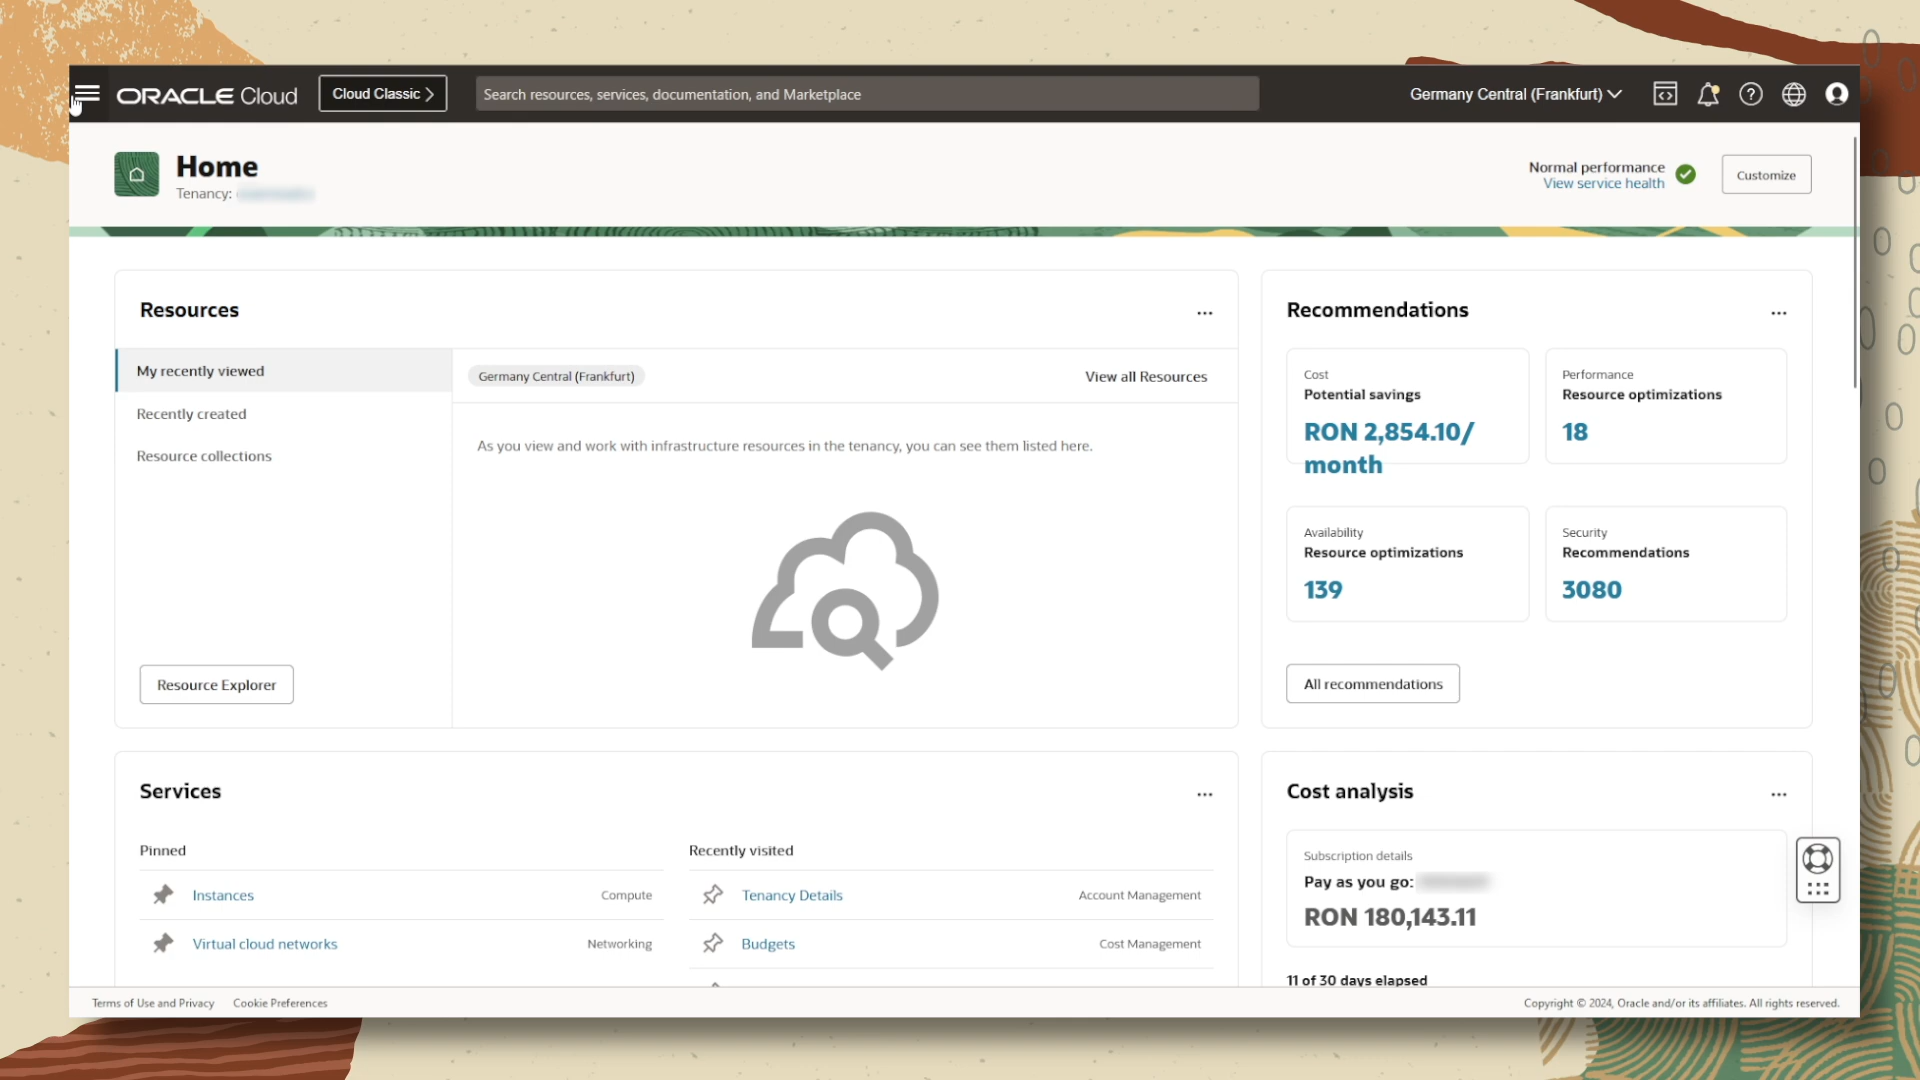 ORACLE Cloud
Cloud Classic
Search resources, services, documentation, and Marketplace
Germany Central (Frankfurt)
Home
Tenancy:
Normal performance
View service health
Customize
Resources
...
My recently viewed
Recently created
Resource collections
Resource Explorer
Germany Central (Frankfurt)
View all Resources
As you view and work with infrastructure resources in the tenancy, you can see them listed here.
Recommendations
...
Cost
Potential savings
RON 2,854.10/
month
Performance
Resource optimizations
18
Availability
Resource optimizations
139
Security
Recommendations
3080
All recommendations
Services
...
Pinned
Instances Compute
Virtual cloud networks Networking
Recently visited
Tenancy Details Account Management
Budgets Cost Management
Cost analysis
...
Subscription details
Pay as you go:
RON 180,143.11
11 of 30 days elapsed
Terms of Use and Privacy Cookie Preferences
Copyright © 2024, Oracle and/or its affiliates. All rights reserved.